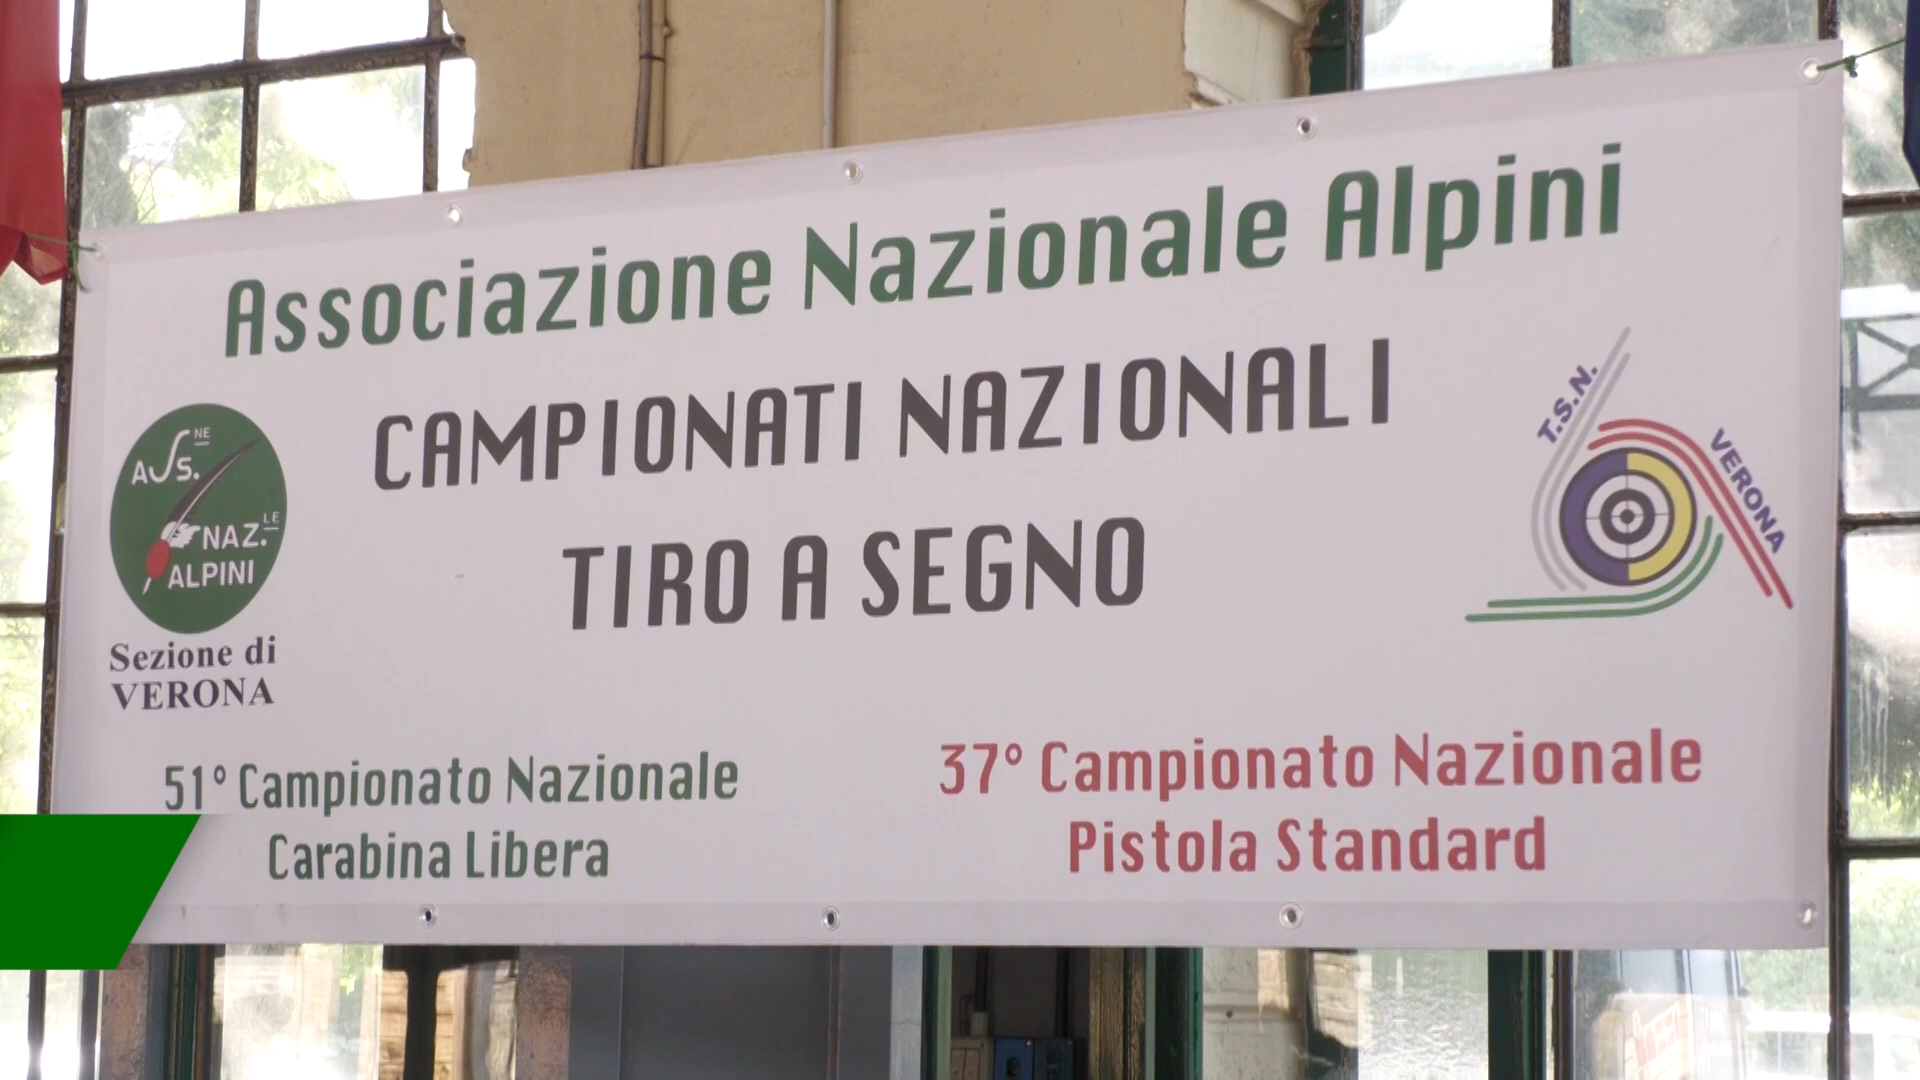 Associazione Nazionale Alpini
CAMPIONATI NAZIONALI
TIRO A SEGNO
ASS.NE
NAZ.LE
ALPINI
Sezione di
VERONA
T.S.N.
VERONA
51° Campionato Nazionale
Carabina Libera
37° Campionato Nazionale
Pistola Standard